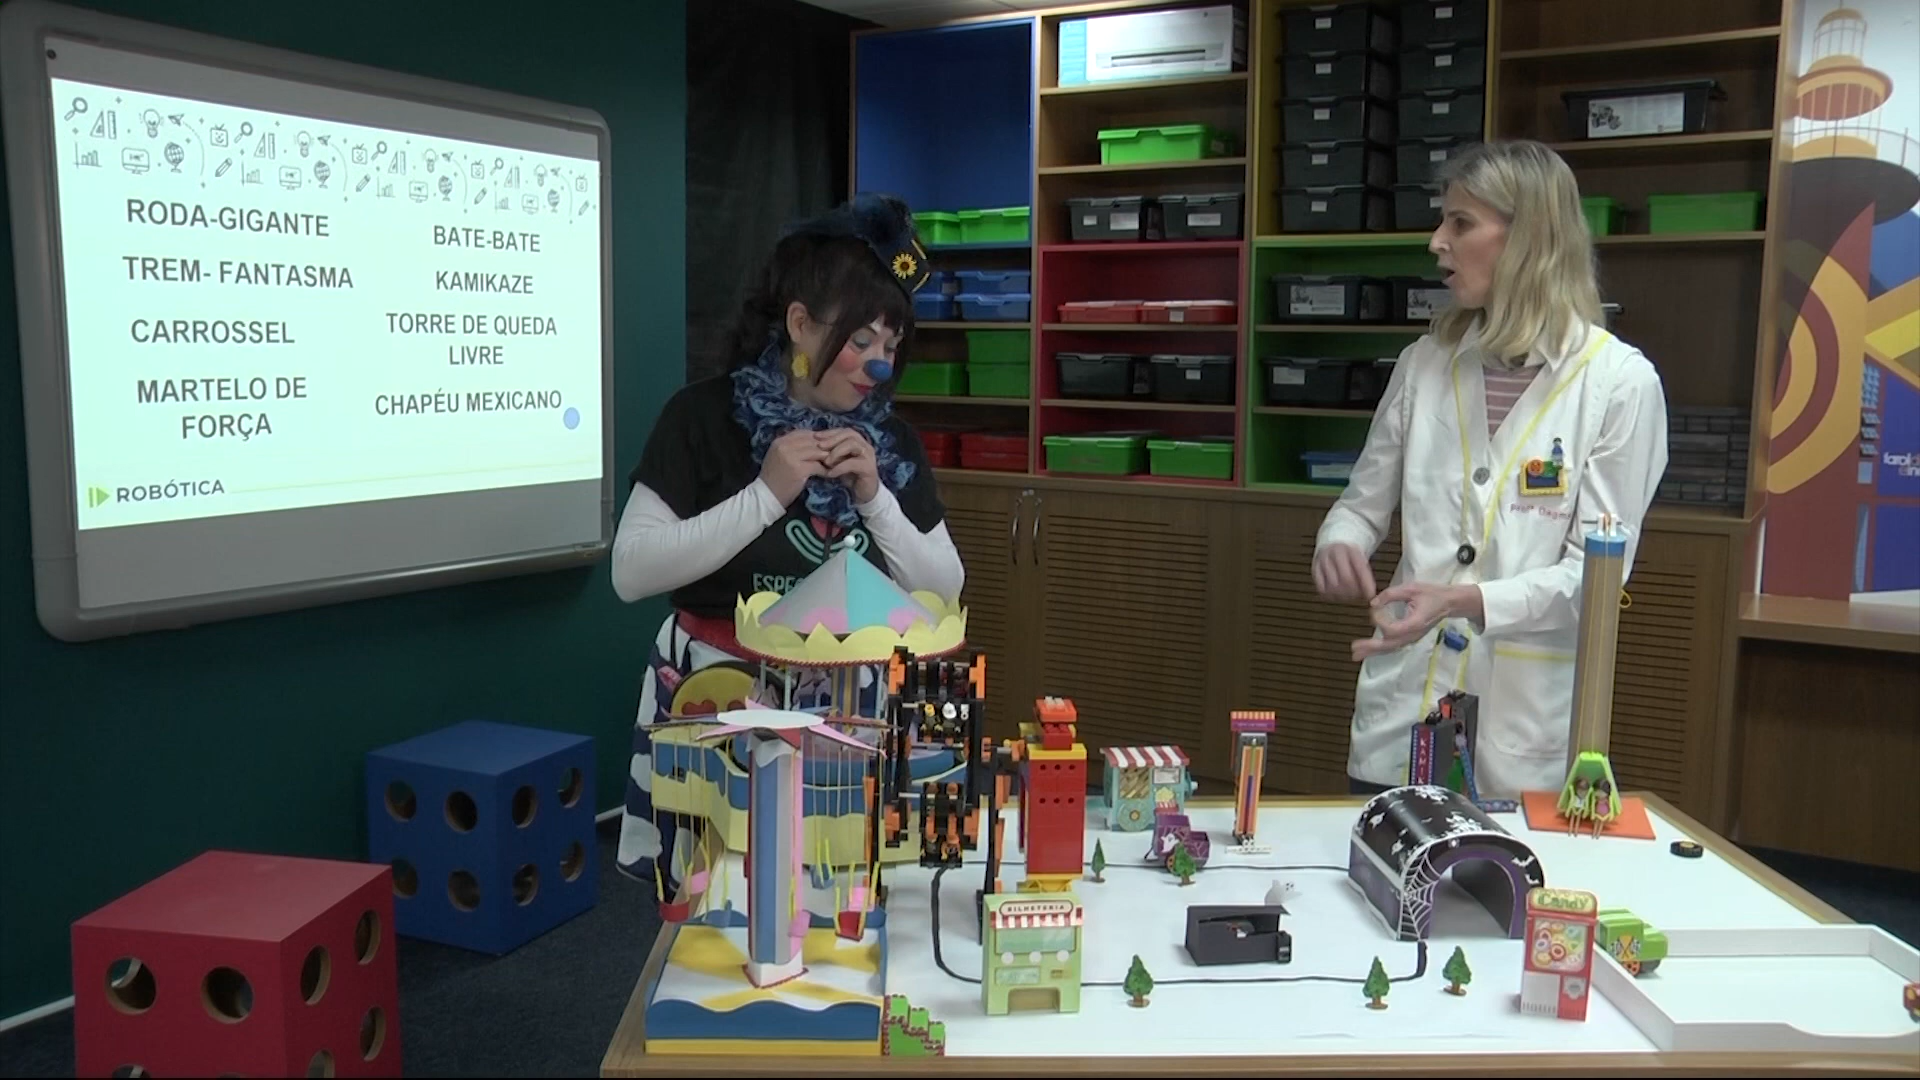 RODA-GIGANTE
TREM- FANTASMA
CARROSSEL
MARTELO DE
FORÇA
BATE-BATE
KAMIKAZE
TORRE DE QUEDA
LIVRE
CHAPÉU MEXICANO
ROBÓTICA
BILHETERIA
Candy